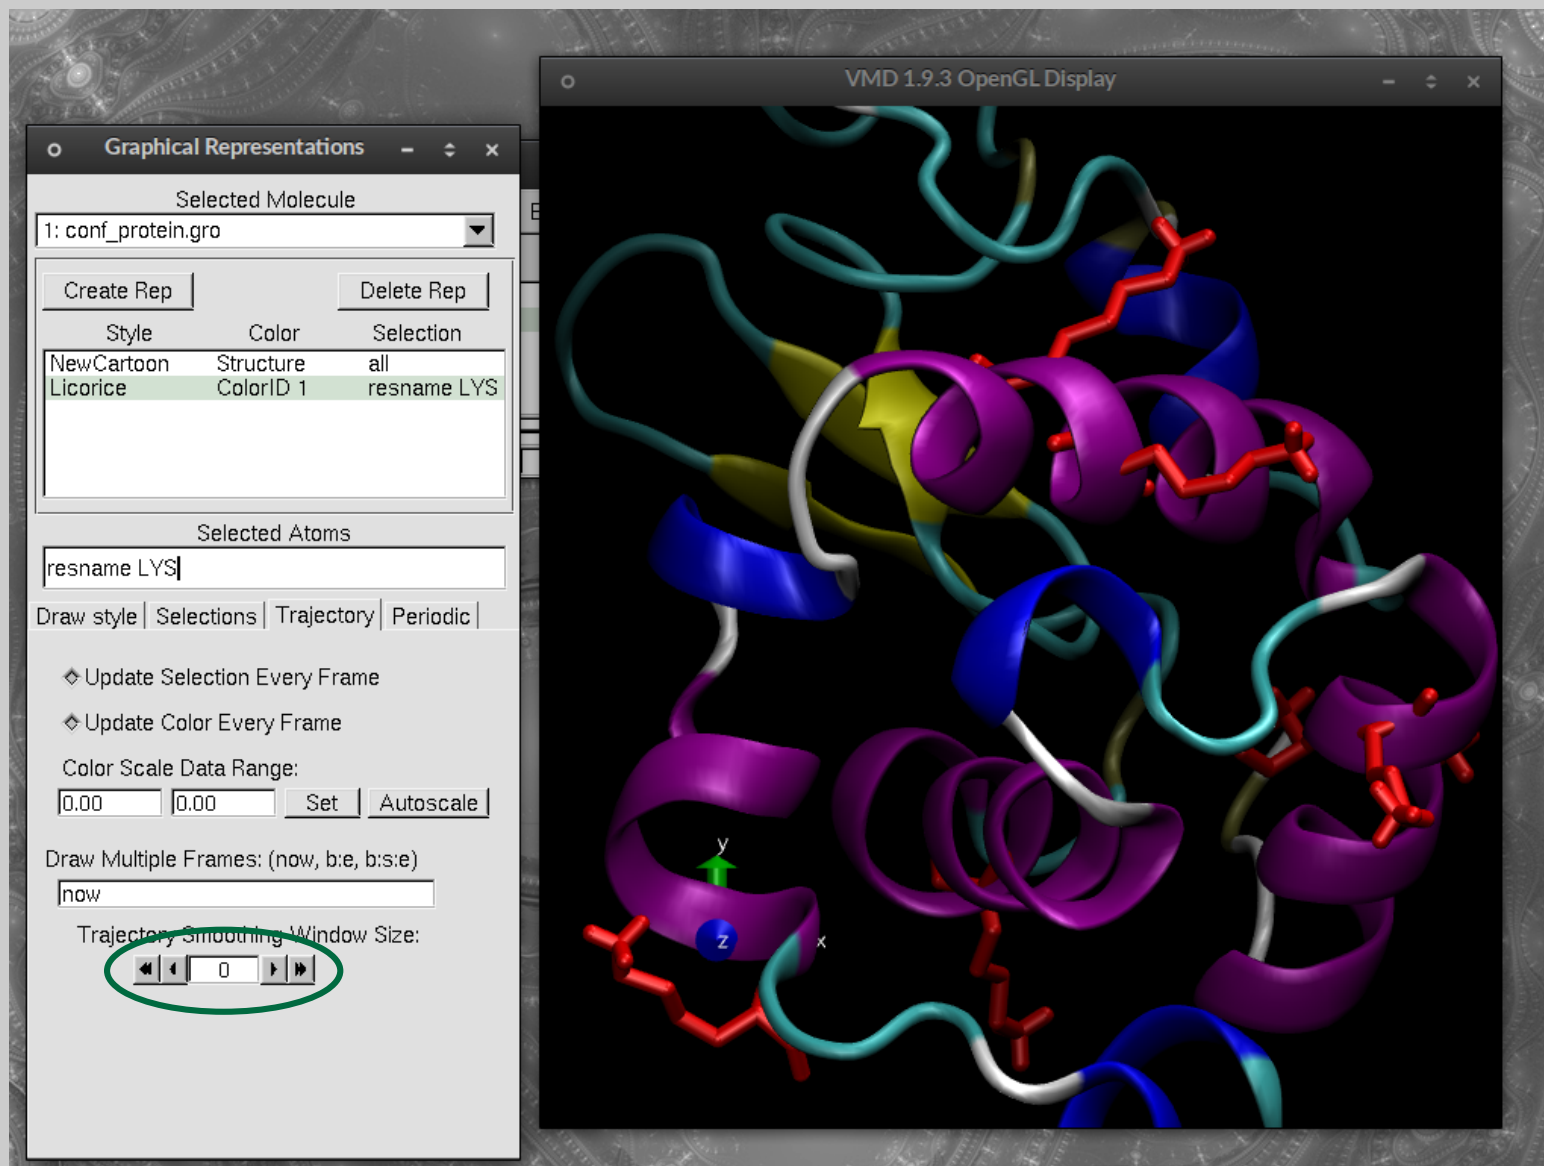 VMD 1.9.3 OpenGL Display
Graphical Representations
Selected Molecule
1: conf_protein.gro
Create Rep
Delete Rep
Style Color Selection
NewCartoon Structure all
Licorice ColorID 1 resname LYS
Selected Atoms
resname LYS
Draw style Selections Trajectory Periodic
Update Selection Every Frame
Update Color Every Frame
Color Scale Data Range:
0.00 0.00 Set Autoscale
Draw Multiple Frames: (now, b:e, b:s:e)
now
Trajectory Smoothing Window Size:
0
y
z x